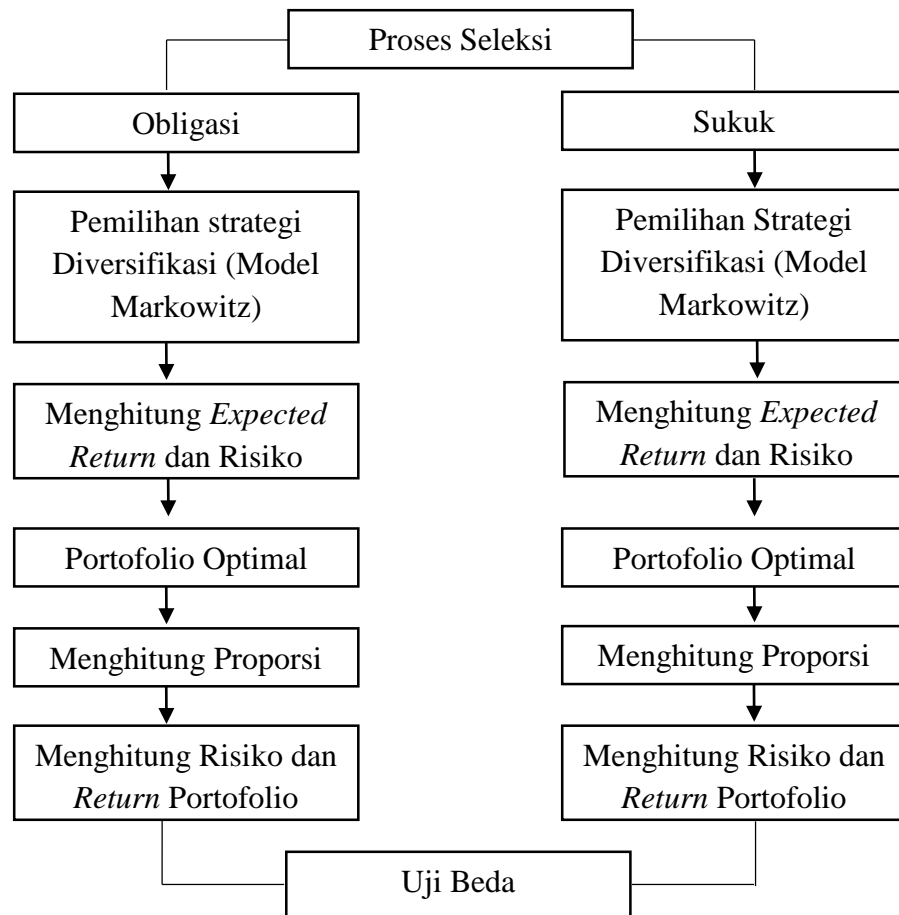 Proses Seleksi
Obligasi
Pemilihan strategi
Diversifikasi (Model
Markowitz)
Menghitung Expected
Return dan Risiko
Portofolio Optimal
Menghitung Proporsi
Menghitung Risiko dan
Return Portofolio
Sukuk
Pemilihan Strategi
Diversifikasi (Model
Markowitz)
Menghitung Expected
Return dan Risiko
Portofolio Optimal
Menghitung Proporsi
Menghitung Risiko dan
Return Portofolio
Uji Beda